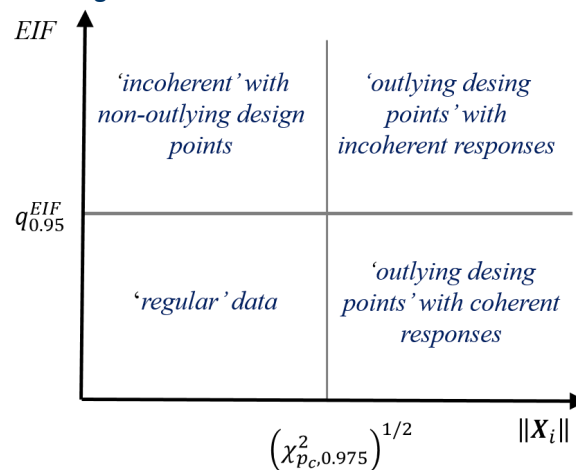 EIF
'incoherent' with
non-outlying design
points
'outlying desing
points' with
incoherent responses
q_{0.95}^{EIF}
'regular' data
'outlying desing
points' with coherent
responses
(χ²_{p_c,0.975})^{1/2}
‖X_i‖